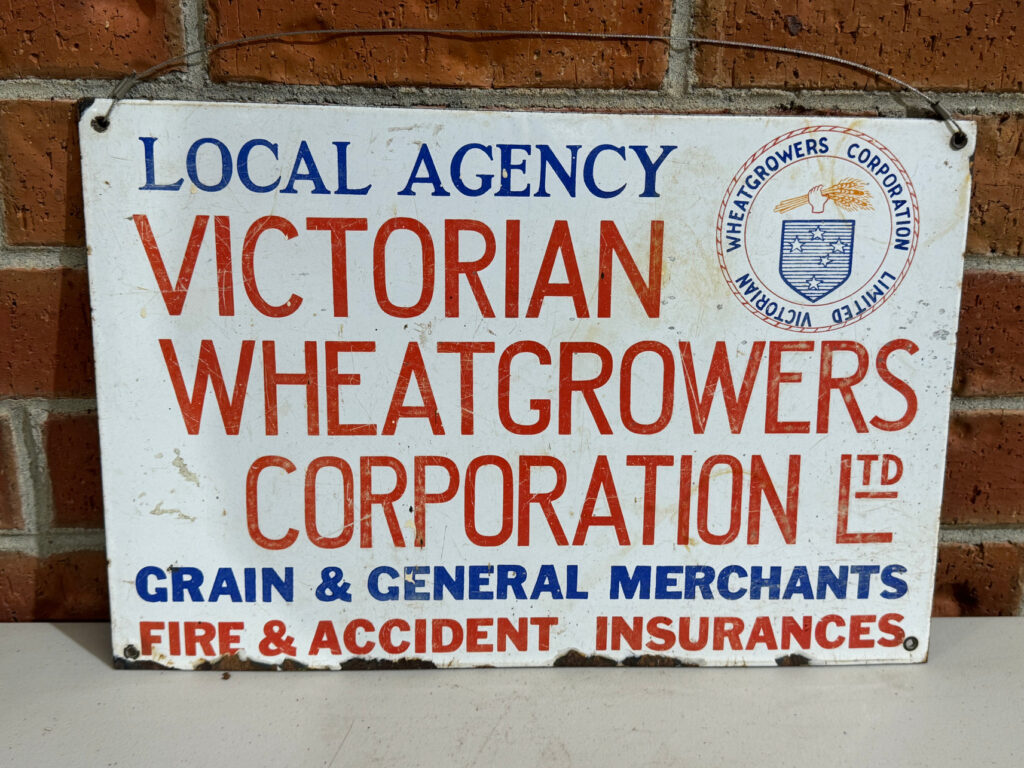 LOCAL AGENCY
VICTORIAN
WHEATGROWERS
CORPORATION LTD
GRAIN & GENERAL MERCHANTS
FIRE & ACCIDENT INSURANCES
VICTORIAN WHEATGROWERS CORPORATION LIMITED